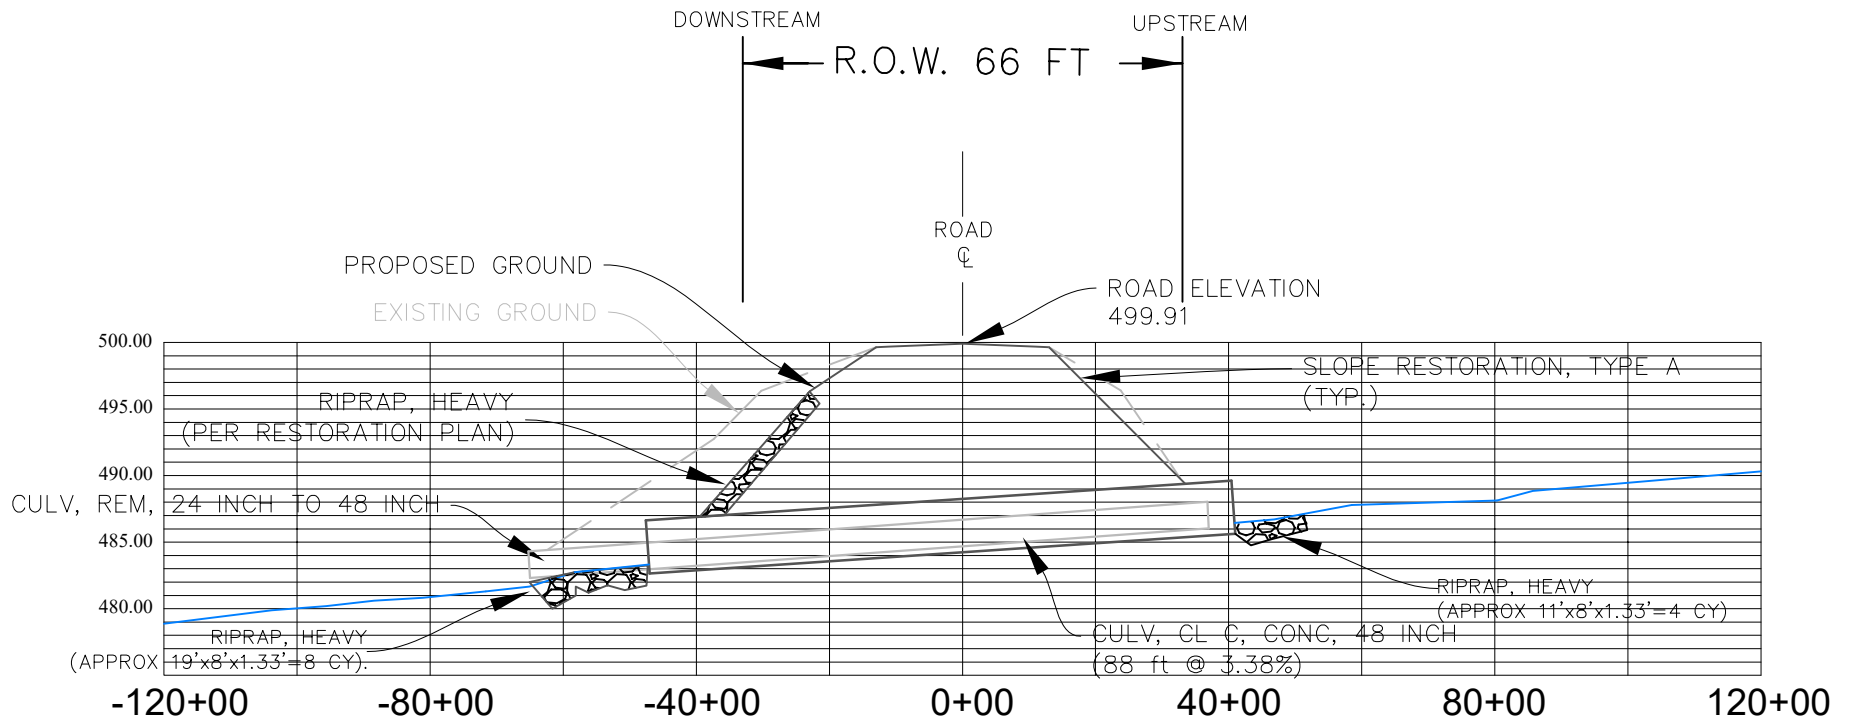 DOWNSTREAM
UPSTREAM
R.O.W. 66 FT
ROAD
℄
PROPOSED GROUND
EXISTING GROUND
ROAD ELEVATION
499.91
500.00
SLOPE RESTORATION, TYPE A
(TYP.)
RIPRAP, HEAVY
(PER RESTORATION PLAN)
495.00
490.00
CULV, REM, 24 INCH TO 48 INCH
485.00
480.00
RIPRAP, HEAVY
(APPROX 11'x8'x1.33'=4 CY)
RIPRAP, HEAVY
(APPROX 19'x8'x1.33'=8 CY).
CULV, CL C, CONC, 48 INCH
(88 ft @ 3.38%)
-120+00
-80+00
-40+00
0+00
40+00
80+00
120+00